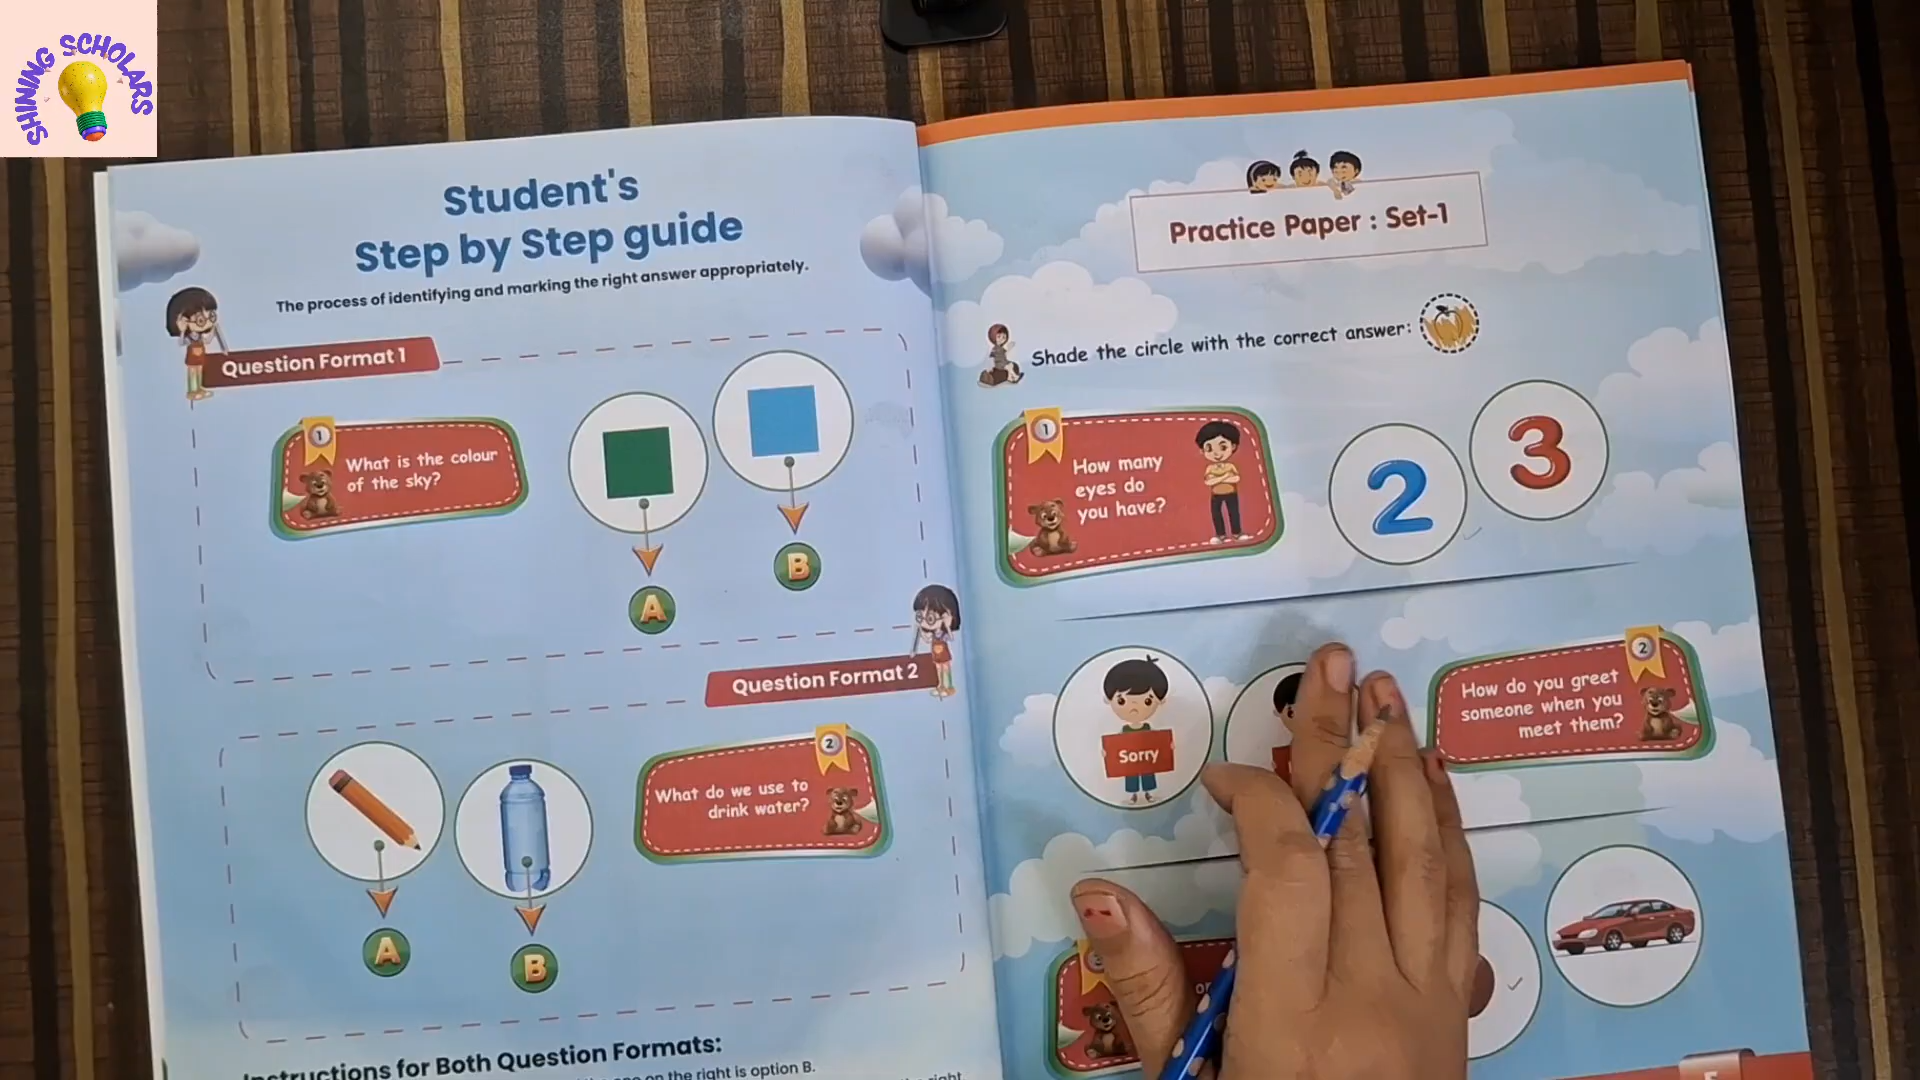 SHINING SCHOLARS
Student's
Step by Step guide
The process of identifying and marking the right answer appropriately.
Question Format 1
1
What is the colour
of the sky?
A
B
Question Format 2
2
What do we use to
drink water?
A
B
Instructions for Both Question Formats:
one on the right is option B.
right
Practice Paper : Set-1
Shade the circle with the correct answer:
1
How many
eyes do
you have?
2
3
Sorry
2
How do you greet
someone when you
meet them?